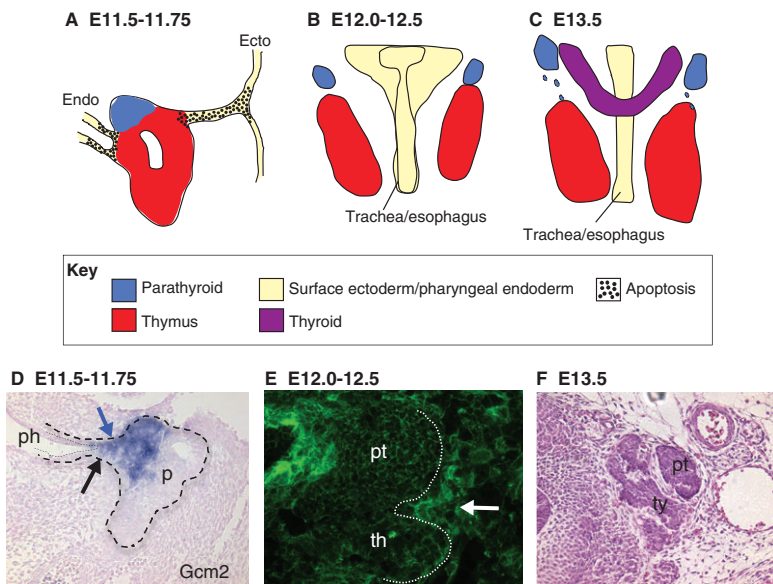 A E11.5-11.75
B E12.0-12.5
C E13.5
Ecto
Endo
Trachea/esophagus
Trachea/esophagus
Key
Parathyroid
Surface ectoderm/pharyngeal endoderm
Apoptosis
Thymus
Thyroid
D E11.5-11.75
E E12.0-12.5
F E13.5
ph
p
Gcm2
pt
th
pt
ty